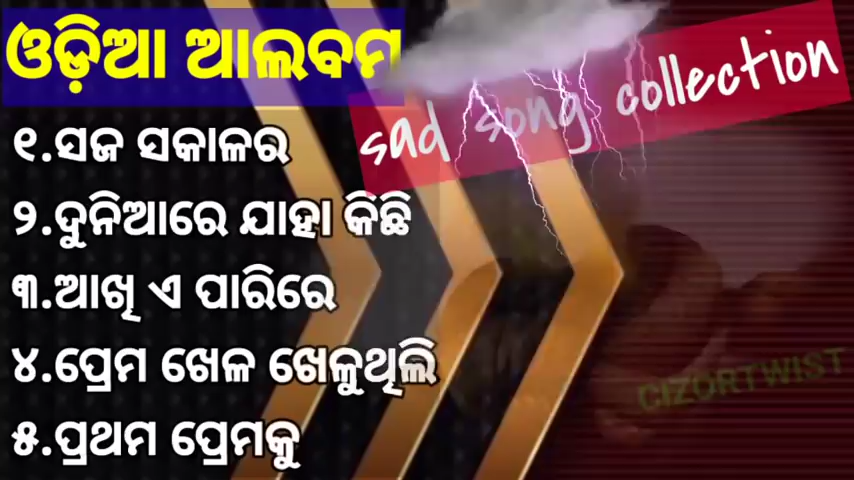 ଓଡ଼ିଆ ଆଲବମ
sad song collection
୧.ସଜ ସକାଳର
୨.ଦୁନିଆରେ ଯାହା କିଛି
୩.ଆଖି ଏ ପାରିରେ
୪.ପ୍ରେମ ଖେଳ ଖେଳୁଥିଲି
୫.ପ୍ରଥମ ପ୍ରେମକୁ
CIZORTWIST